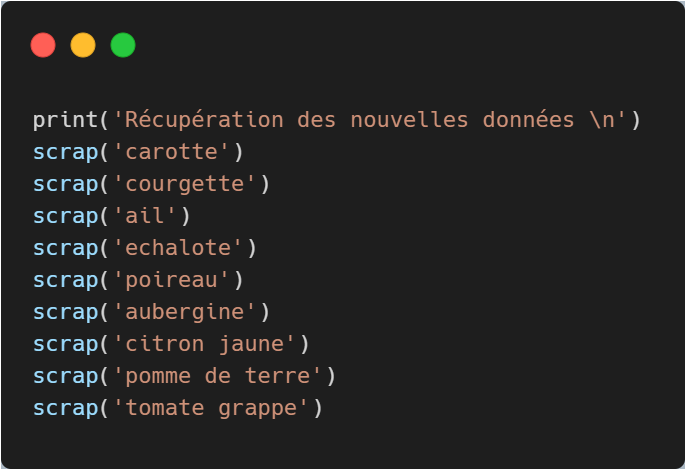 print('Récupération des nouvelles données \n')
scrap('carotte')
scrap('courgette')
scrap('ail')
scrap('echalote')
scrap('poireau')
scrap('aubergine')
scrap('citron jaune')
scrap('pomme de terre')
scrap('tomate grappe')